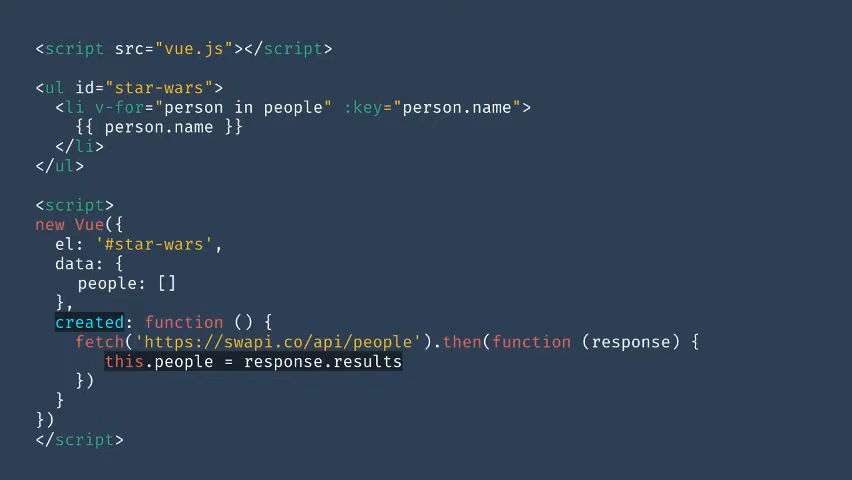 <script src="vue.js"></script>
<ul id="star-wars">
<li v-for="person in people" :key="person.name">
{{ person.name }}
</li>
</ul>
<script>
new Vue({
el: '#star-wars',
data: {
people: []
},
created: function () {
fetch('https://swapi.co/api/people').then(function (response) {
this.people = response.results
})
}
})
</script>